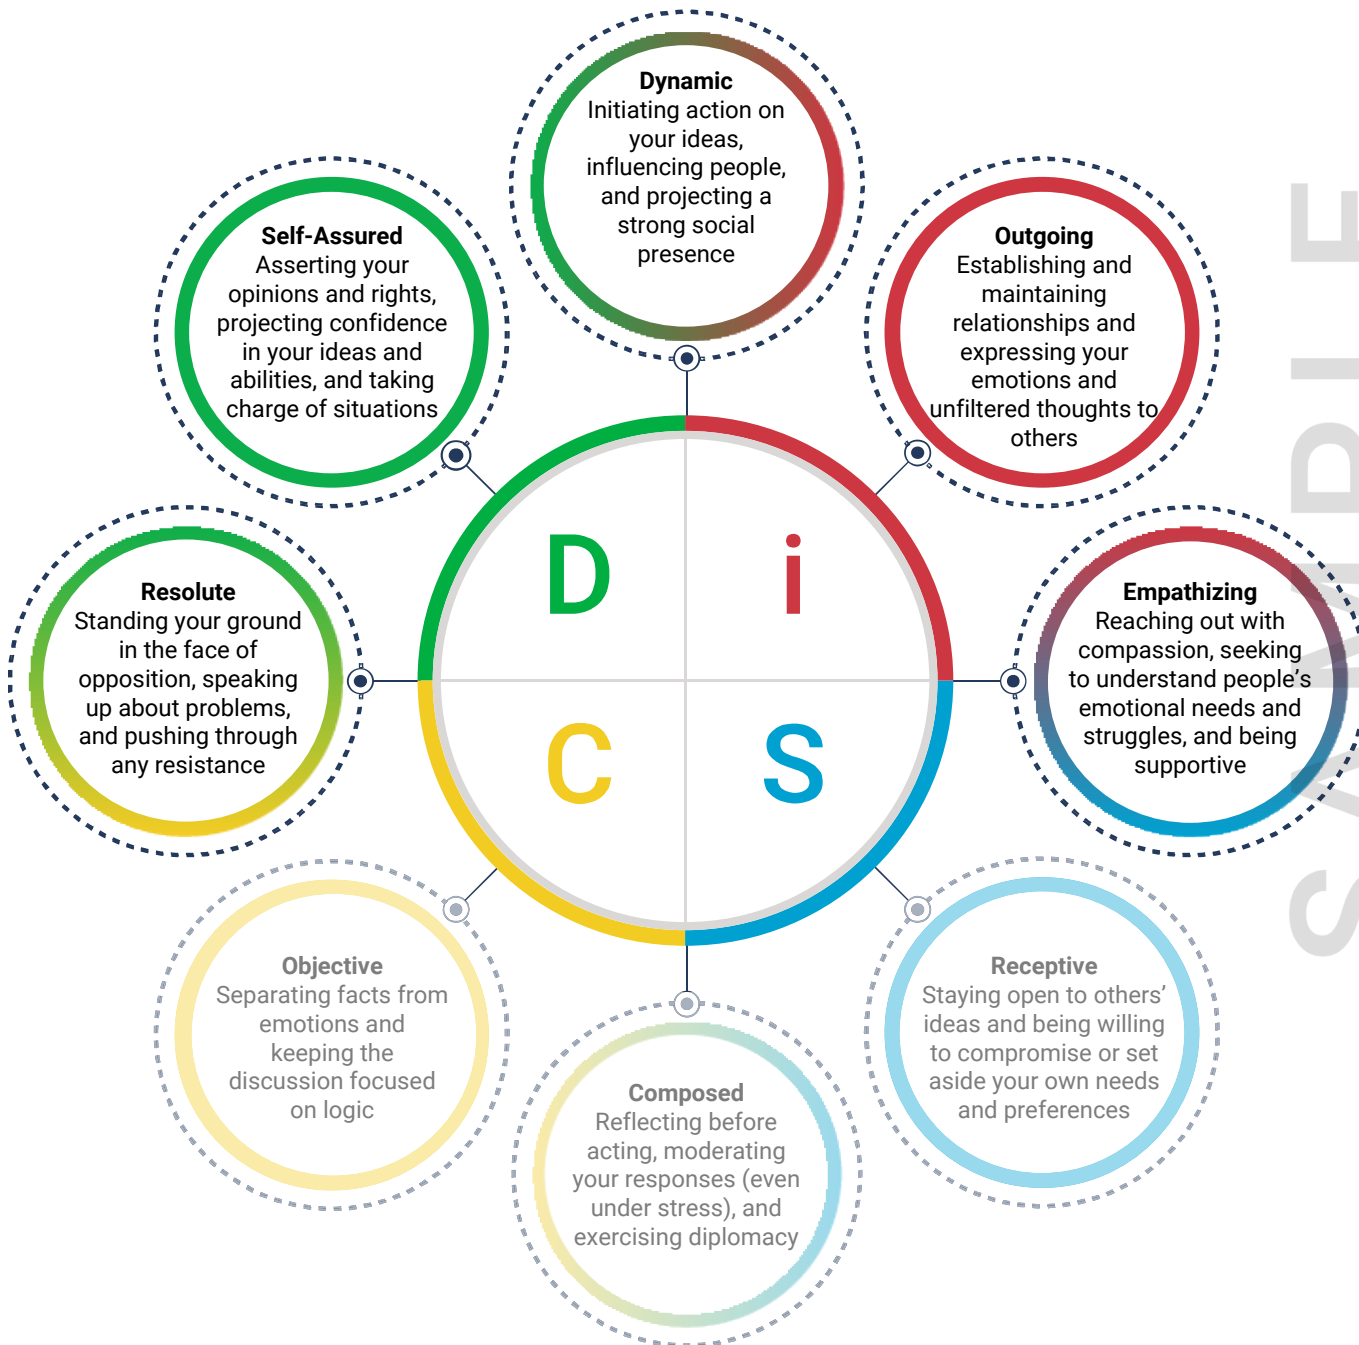 Dynamic
Initiating action on
your ideas,
influencing people,
and projecting a
strong social
presence
Self-Assured
Asserting your
opinions and rights,
projecting confidence
in your ideas and
abilities, and taking
charge of situations
Outgoing
Establishing and
maintaining
relationships and
expressing your
emotions and
unfiltered thoughts to
others
Resolute
Standing your ground
in the face of
opposition, speaking
up about problems,
and pushing through
any resistance
D
i
C
S
Empathizing
Reaching out with
compassion, seeking
to understand people’s
emotional needs and
struggles, and being
supportive
Objective
Separating facts from
emotions and
keeping the
discussion focused
on logic
Composed
Reflecting before
acting, moderating
your responses (even
under stress), and
exercising diplomacy
Receptive
Staying open to others’
ideas and being willing
to compromise or set
aside your own needs
and preferences
SAMPLE